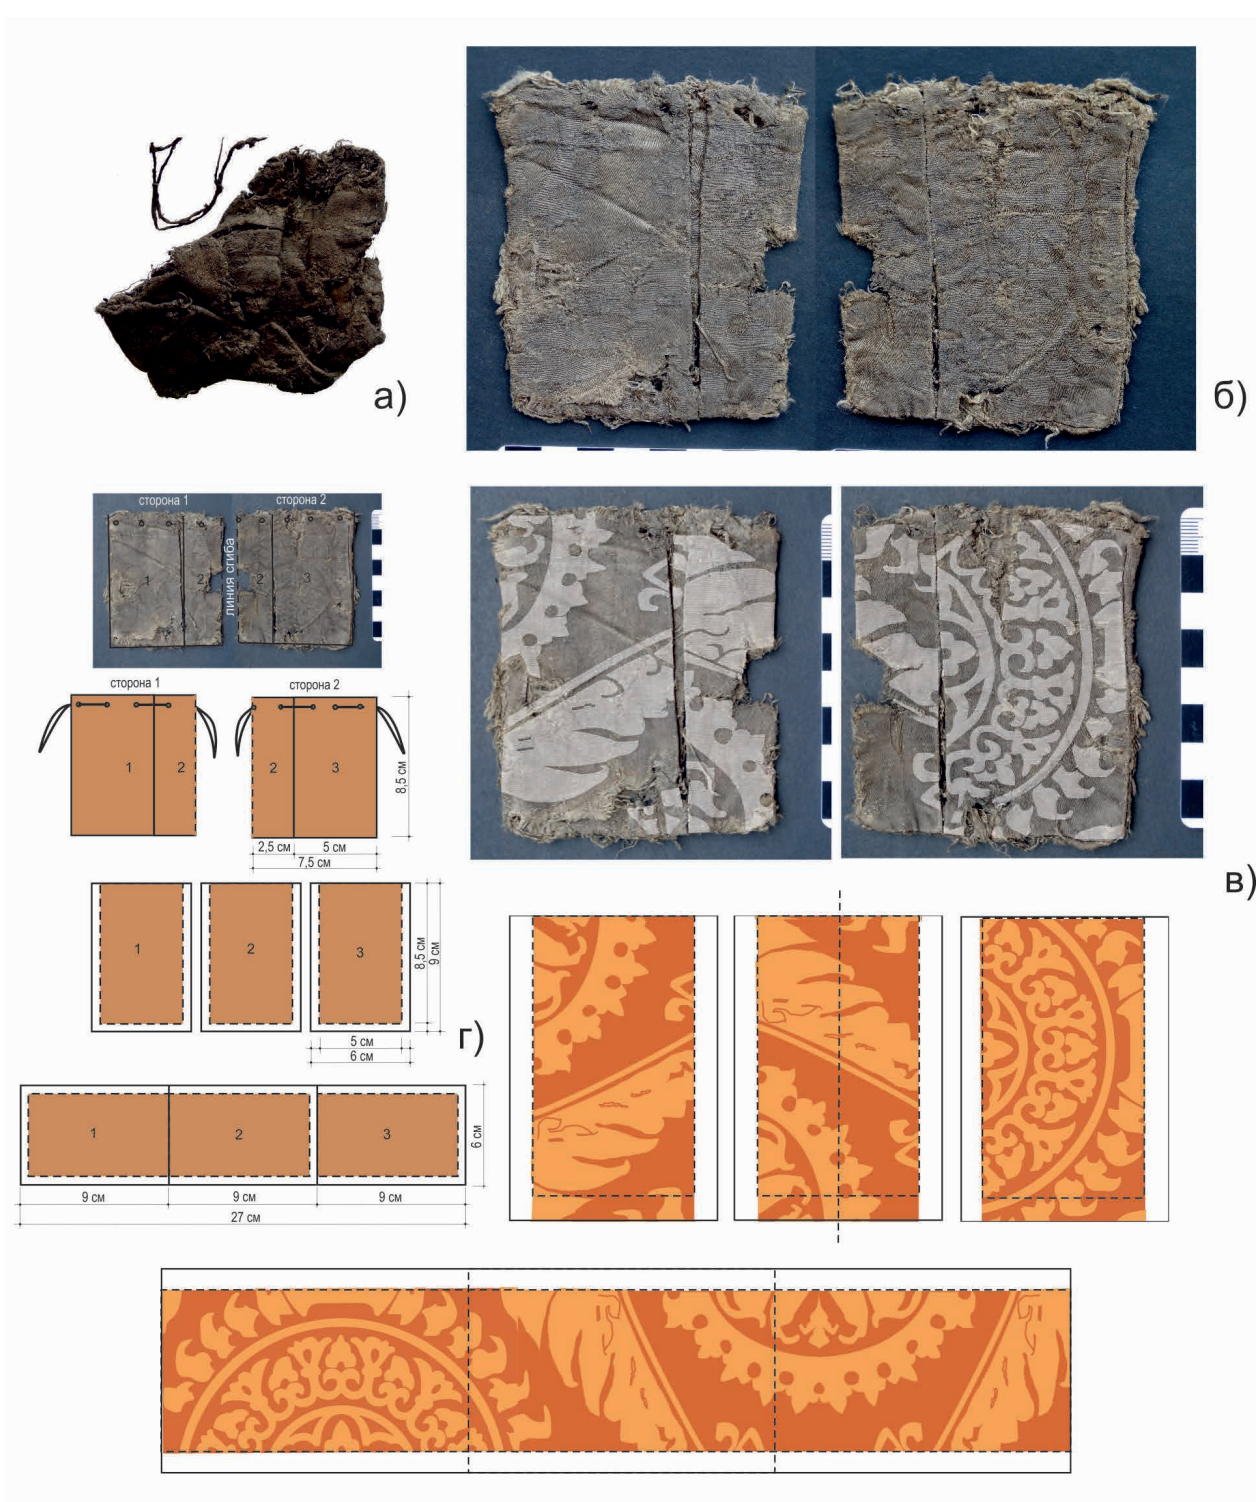 а)
б)
сторона 1
сторона 2
1
2
линия сгиба
2
3
сторона 1
сторона 2
1
2
2
3
8,5 см
2,5 см
5 см
7,5 см
в)
1
2
3
8,5 см
9 см
5 см
6 см
г)
1
2
3
6 см
9 см
9 см
9 см
27 см